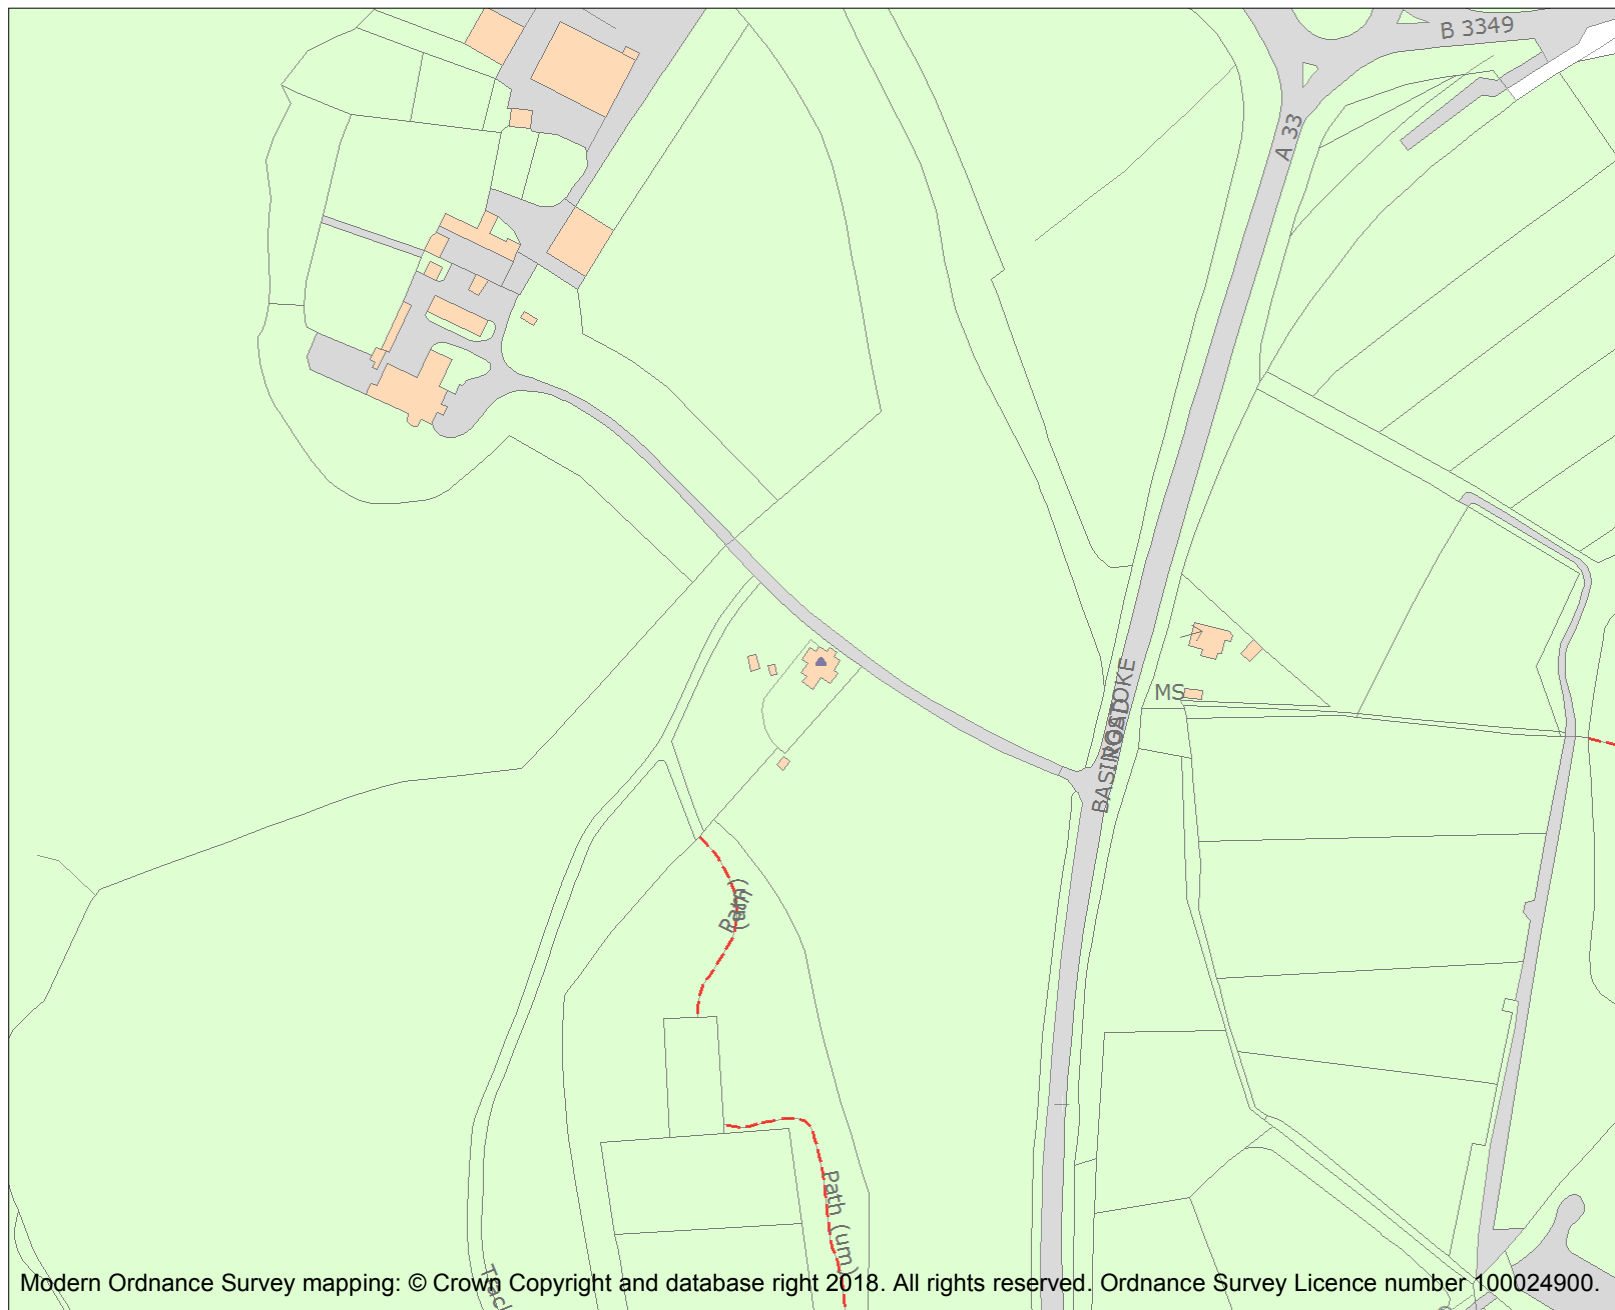 B 3349
A 33
BASINGSTOKE
ROAD
MS
Path
(um)
Path (um)
Modern Ordnance Survey mapping: © Crown Copyright and database right 2018. All rights reserved. Ordnance Survey Licence number 100024900.